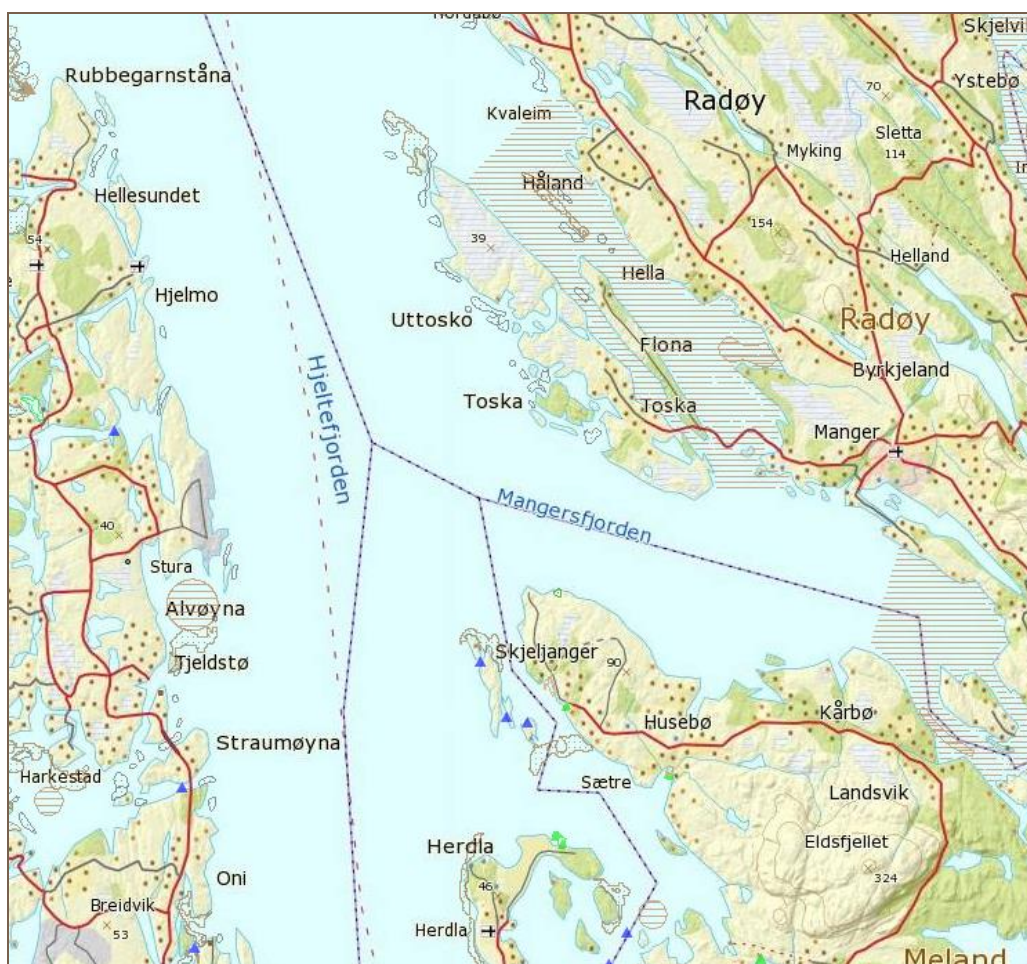 Rubbegarnståna
Skjelvi
Ystebø
70
Radøy
Kvaleim
Sletta
Myking
114
Håland
Hellesundet
154
54
39
Helland
Hella
Hjelmo
Uttosko
Radøy
Flona
Hjeltefjorden
Byrkjeland
Toska
Toska
Manger
Mangersfjorden
40
Stura
Alvøyna
Skjeljanger
90
Tjeldstø
Kårbø
Husebø
Straumøyna
Harkestad
Sætre
Landsvik
Eldsfjellet
Herdla
Oni
46
324
Breidvik
53
Herdla
Meland